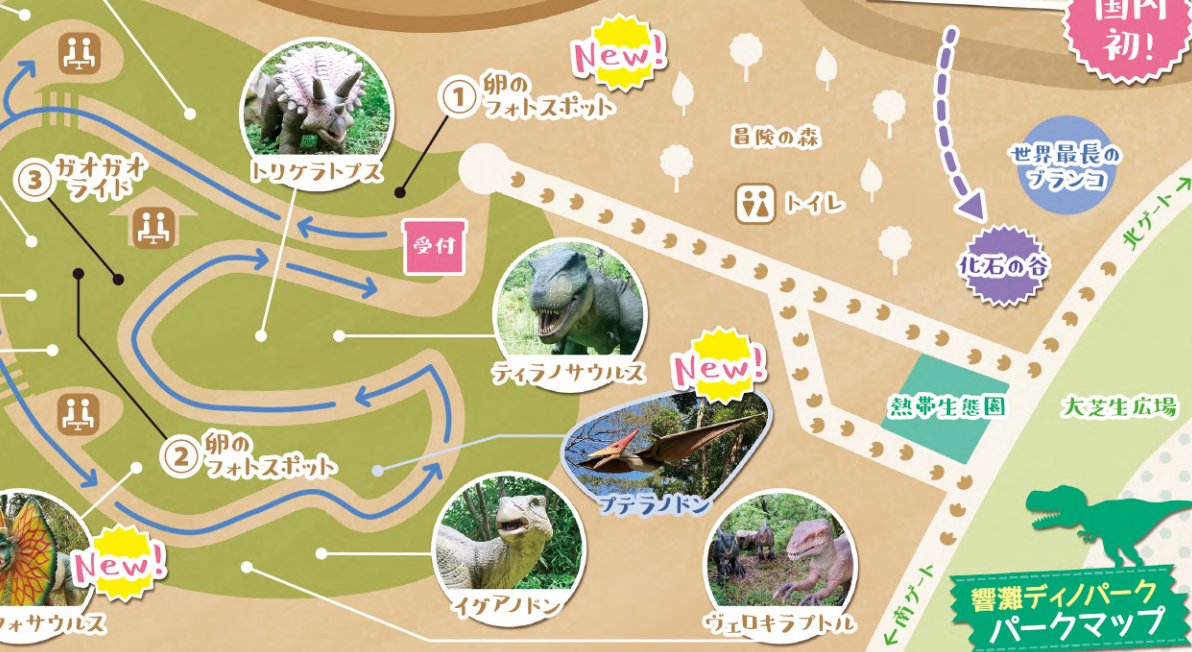 国内
初！
New!
① 卵の
フォトスポット
トリケラトプス
③ ガオガオ
ライド
冒険の森
トイレ
世界最長の
ブランコ
化石の谷
北ゲート→
受付
ティラノサウルス
New!
熱帯生態園
大芝生広場
② 卵の
フォトスポット
プテラノドン
New!
フォサウルス
イグアノドン
ヴェロキラプトル
←南ゲート
響灘ディノパーク
パークマップ